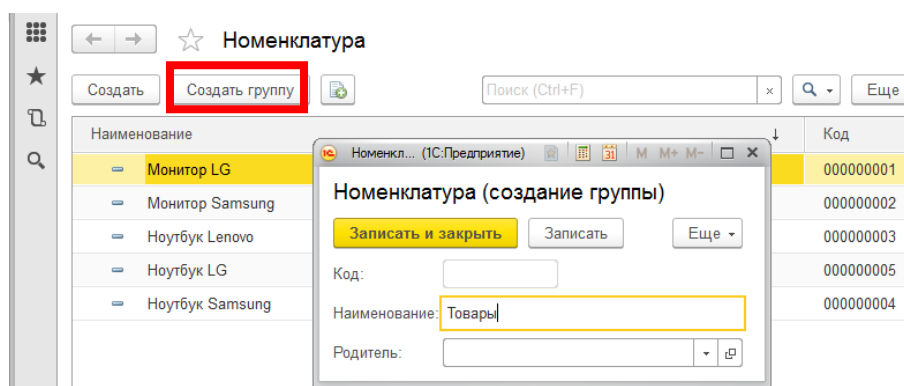 Номенклатура
Создать Создать группу Поиск (Ctrl+F) × Еще
Наименование ↓ Код
Монитор LG 000000001
Монитор Samsung 000000002
Ноутбук Lenovo 000000003
Ноутбук LG 000000005
Ноутбук Samsung 000000004
1С Номенкл... (1С:Предприятие) 31 M M+ M-
Номенклатура (создание группы)
Записать и закрыть Записать Еще
Код:
Наименование: Товары
Родитель: